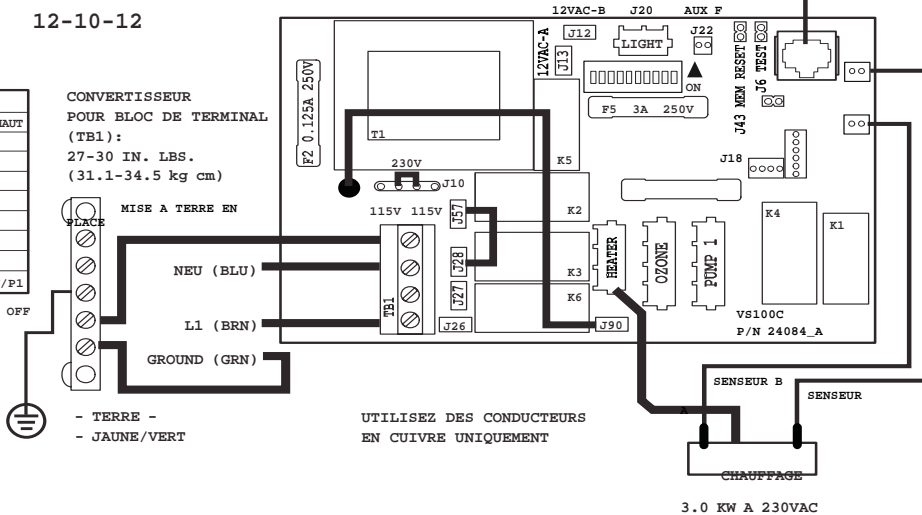 12-10-12
12VAC-B J20 AUX F
J12
LIGHT
J22
12VAC-A
J13
ON
J43 MEM RESET
J6 TEST
F5 3A 250V
F2 0.125A 250V
T1
K5
230V
J10
J18
115V 115V
J57
K2
K4
K1
J28
K3
HEATER
OZONE
PUMP 1
TB1
J27
K6
J26
J90
VS100C
P/N 24084_A
HAUT
/P1
OFF
CONVERTISSEUR
POUR BLOC DE TERMINAL
(TB1):
27-30 IN. LBS.
(31.1-34.5 kg cm)
MISE A TERRE EN
PLACE
NEU (BLU)
L1 (BRN)
GROUND (GRN)
- TERRE -
- JAUNE/VERT
UTILISEZ DES CONDUCTEURS
EN CUIVRE UNIQUEMENT
SENSEUR B
SENSEUR
A
CHAUFFAGE
3.0 KW A 230VAC